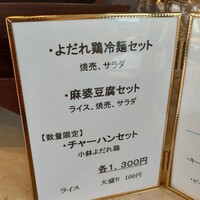 ・よだれ鶏冷麺セット
焼売、サラダ
・麻婆豆腐セット
ライス、焼売、サラダ
【数量限定】
・チャーハンセット
小鉢よだれ鶏
各1,300円
ライス　大盛り 100円